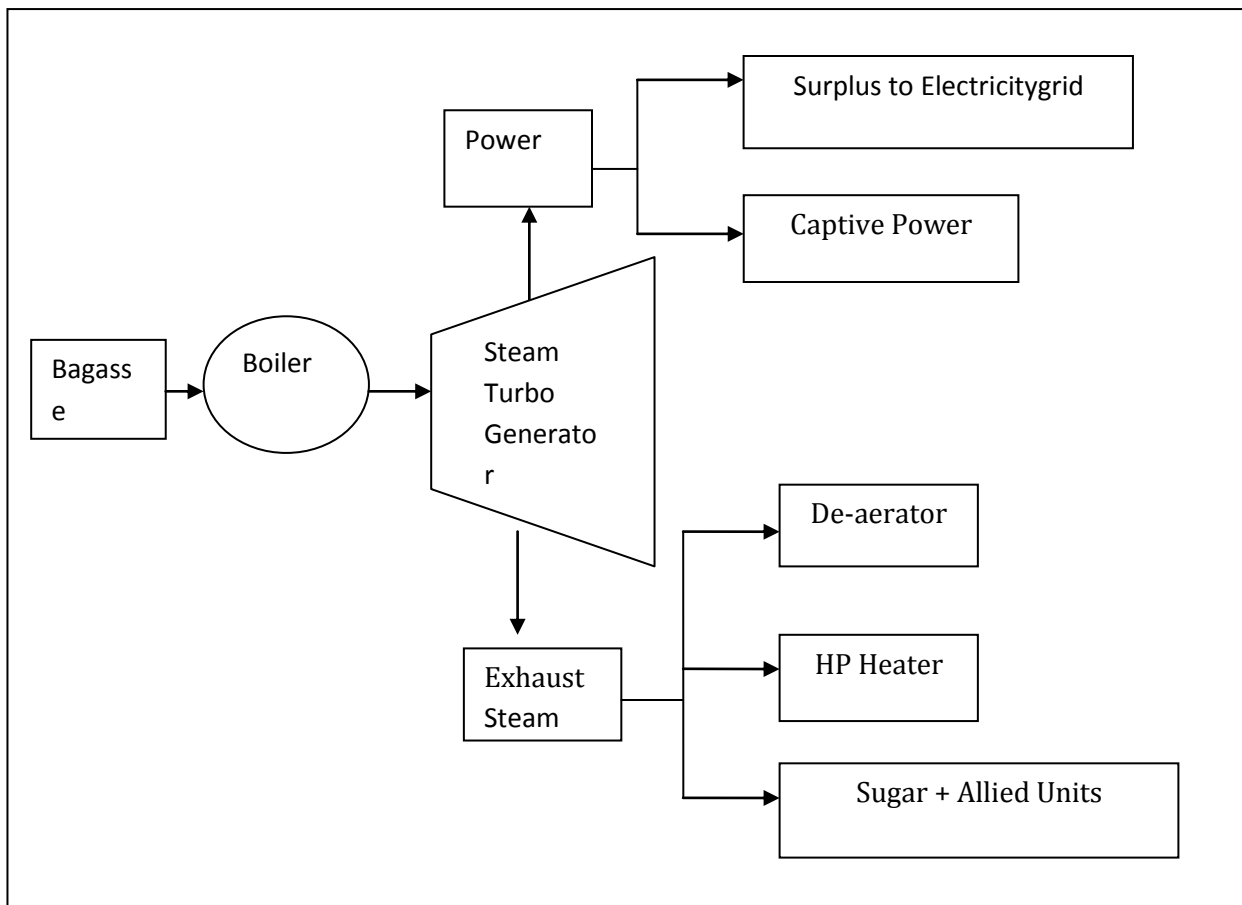 Surplus to Electricitygrid
Power
Captive Power
Bagass
e
Boiler
Steam
Turbo
Generato
r
De-aerator
Exhaust
Steam
HP Heater
Sugar + Allied Units